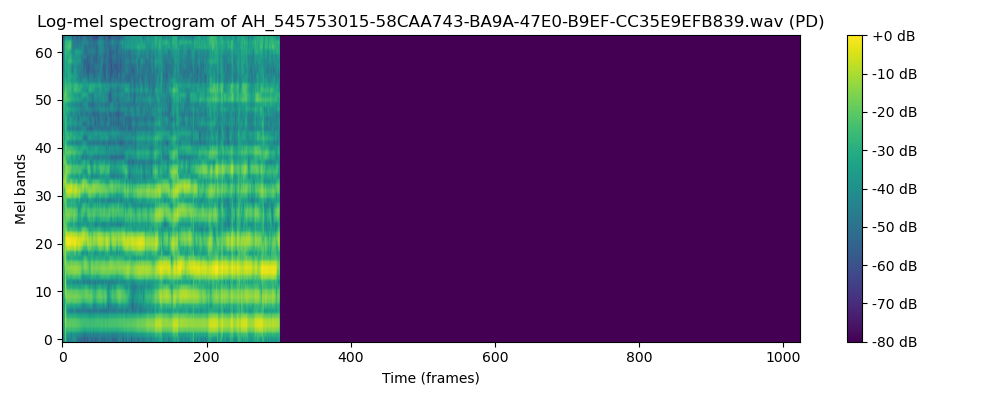 Log-mel spectrogram of AH_545753015-58CAA743-BA9A-47E0-B9EF-CC35E9EFB839.wav (PD)
Mel bands
60
50
40
30
20
10
0
0
200
400
600
800
1000
Time (frames)
+0 dB
-10 dB
-20 dB
-30 dB
-40 dB
-50 dB
-60 dB
-70 dB
-80 dB